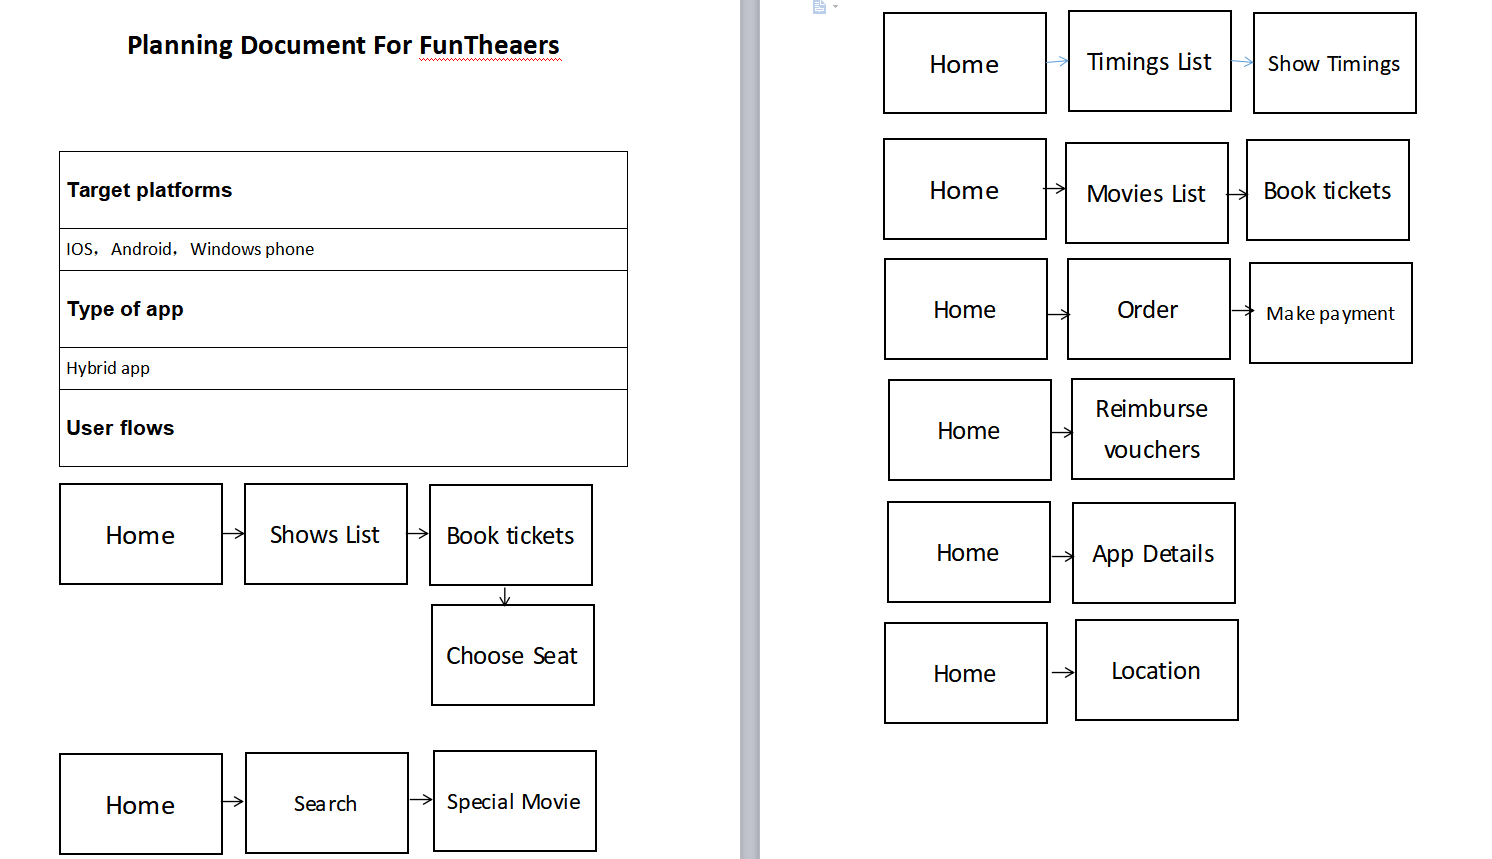 Planning Document For FunTheaers
Target platforms
IOS，Android，Windows phone
Type of app
Hybrid app
User flows
Home
Shows List
Book tickets
Choose Seat
Home
Search
Special Movie
Home
Timings List
Show Timings
Home
Movies List
Book tickets
Home
Order
Make payment
Home
Reimburse
vouchers
Home
App Details
Home
Location